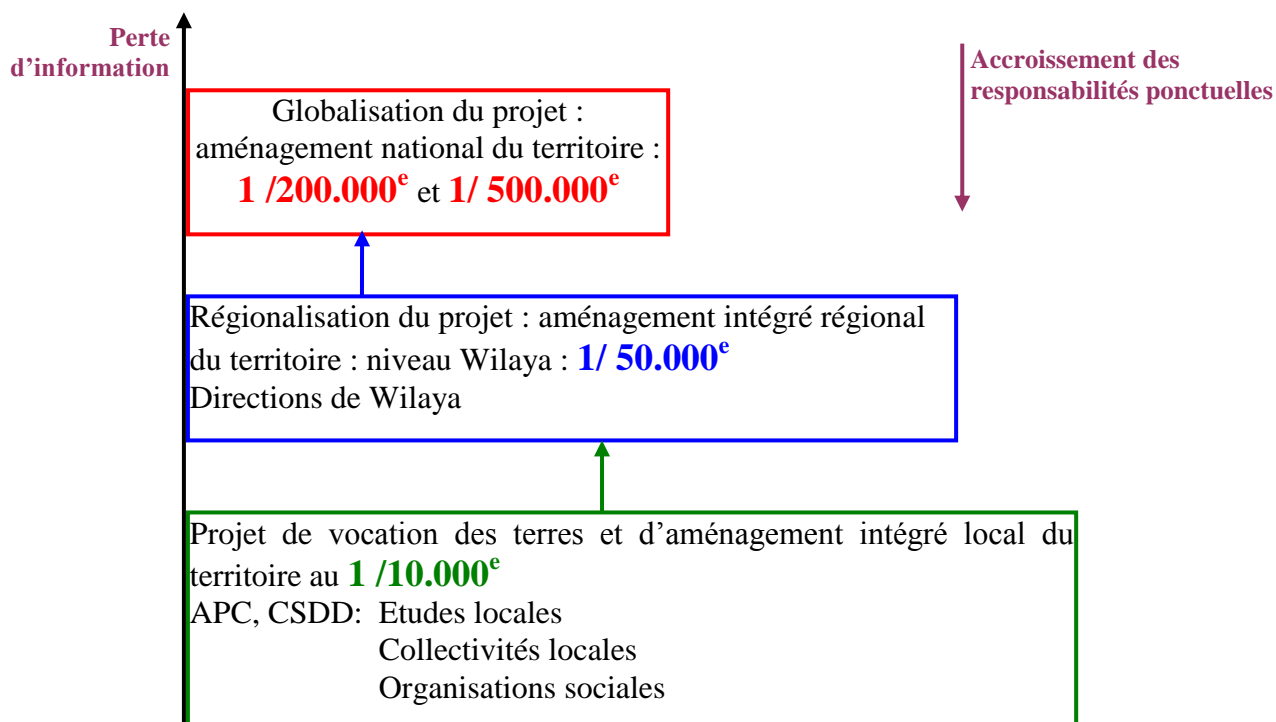 Perte
d'information
Accroissement des
responsabilités ponctuelles
Globalisation du projet :
aménagement national du territoire :
1 /200.000e et 1/ 500.000e
Régionalisation du projet : aménagement intégré régional
du territoire : niveau Wilaya : 1/ 50.000e
Directions de Wilaya
Projet de vocation des terres et d'aménagement intégré local du
territoire au 1 /10.000e
APC, CSDD: Etudes locales
Collectivités locales
Organisations sociales